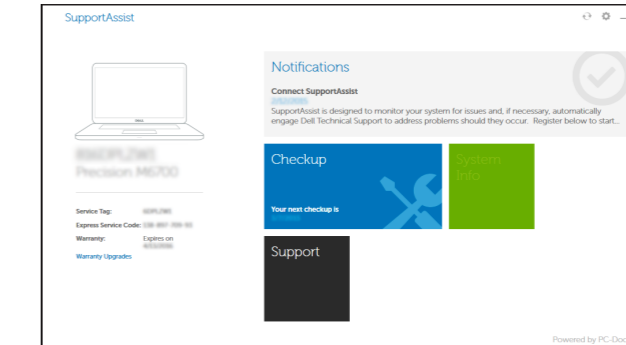 SupportAssist
Notifications
Connect SupportAssist
SupportAssist is designed to monitor your system for issues and, if necessary, automatically
engage Dell Technical Support to address problems should they occur. Register below to start...
DELL
Precision M6700
Checkup
System
Info
Your next checkup is
Service Tag:
Express Service Code:
Warranty: Expires on
Warranty Upgrades
Support
Powered by PC-Doc